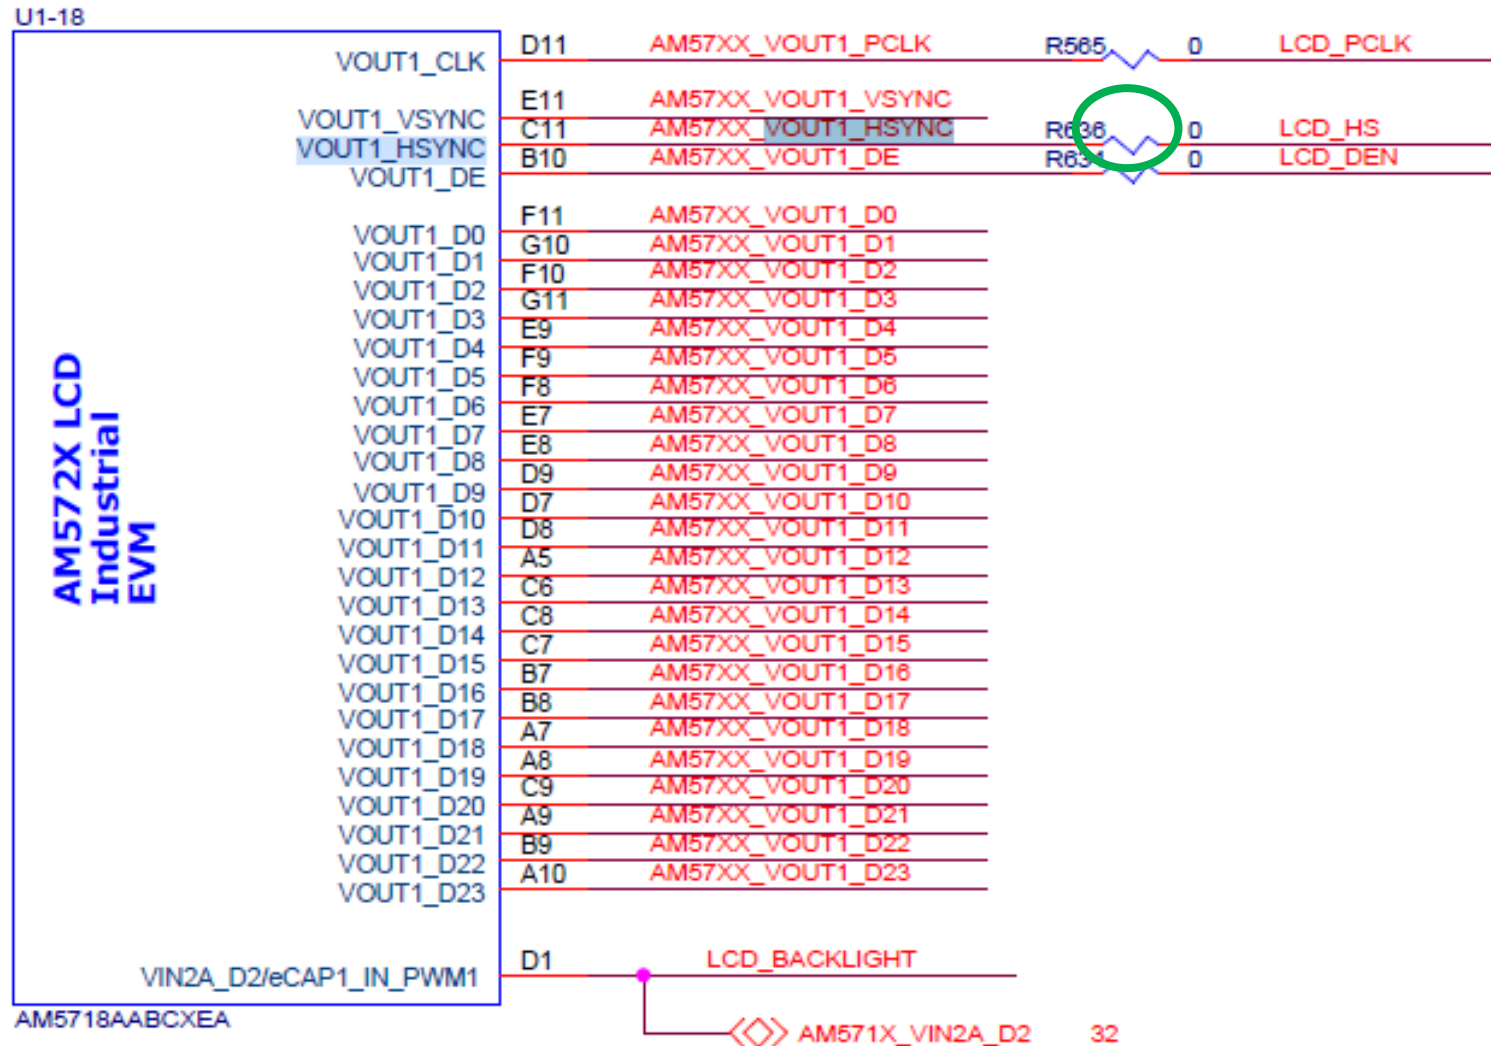 U1-18
VOUT1_CLK D11 AM57XX_VOUT1_PCLK R565 0 LCD_PCLK
VOUT1_VSYNC E11 AM57XX_VOUT1_VSYNC
VOUT1_HSYNC C11 AM57XX_VOUT1_HSYNC R636 0 LCD_HS
VOUT1_DE B10 AM57XX_VOUT1_DE R634 0 LCD_DEN
VOUT1_D0 F11 AM57XX_VOUT1_D0
VOUT1_D1 G10 AM57XX_VOUT1_D1
VOUT1_D2 F10 AM57XX_VOUT1_D2
VOUT1_D3 G11 AM57XX_VOUT1_D3
VOUT1_D4 E9 AM57XX_VOUT1_D4
VOUT1_D5 F9 AM57XX_VOUT1_D5
VOUT1_D6 F8 AM57XX_VOUT1_D6
VOUT1_D7 E7 AM57XX_VOUT1_D7
VOUT1_D8 E8 AM57XX_VOUT1_D8
VOUT1_D9 D9 AM57XX_VOUT1_D9
VOUT1_D10 D7 AM57XX_VOUT1_D10
VOUT1_D11 D8 AM57XX_VOUT1_D11
VOUT1_D12 A5 AM57XX_VOUT1_D12
VOUT1_D13 C6 AM57XX_VOUT1_D13
VOUT1_D14 C8 AM57XX_VOUT1_D14
VOUT1_D15 C7 AM57XX_VOUT1_D15
VOUT1_D16 B7 AM57XX_VOUT1_D16
VOUT1_D17 B8 AM57XX_VOUT1_D17
VOUT1_D18 A7 AM57XX_VOUT1_D18
VOUT1_D19 A8 AM57XX_VOUT1_D19
VOUT1_D20 C9 AM57XX_VOUT1_D20
VOUT1_D21 A9 AM57XX_VOUT1_D21
VOUT1_D22 B9 AM57XX_VOUT1_D22
VOUT1_D23 A10 AM57XX_VOUT1_D23
AM572X LCD
Industrial
EVM
VIN2A_D2/eCAP1_IN_PWM1 D1 LCD_BACKLIGHT
AM5718AABCXEA
AM571X_VIN2A_D2 32